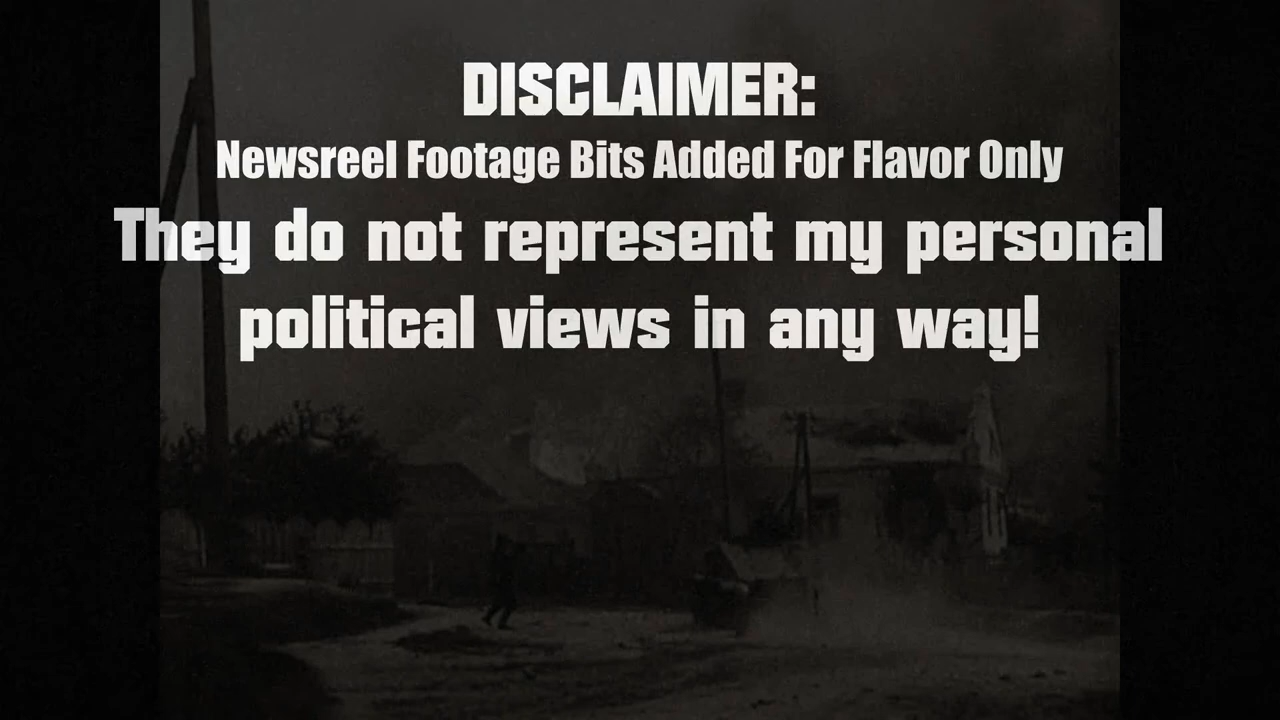 DISCLAIMER:
Newsreel Footage Bits Added For Flavor Only
They do not represent my personal
political views in any way!